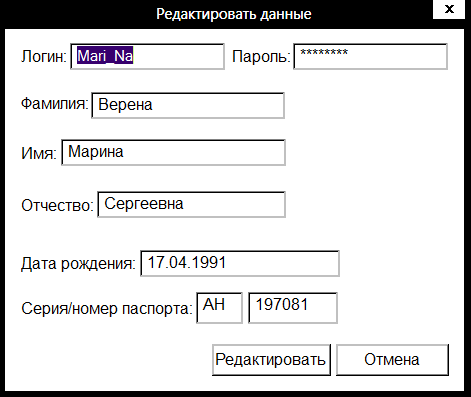 Редактировать данные x
Логин: Mari_Na Пароль: ********
Фамилия: Верена
Имя: Марина
Отчество: Сергеевна
Дата рождения: 17.04.1991
Серия/номер паспорта: АН 197081
Редактировать Отмена